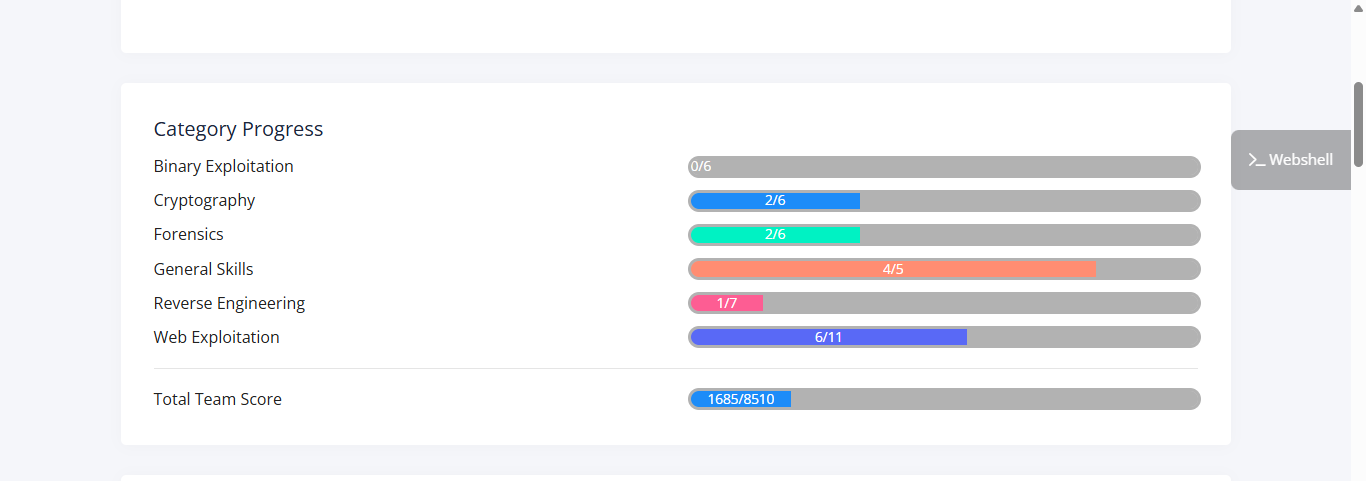 Category Progress
Binary Exploitation 0/6
Cryptography 2/6
Forensics 2/6
General Skills 4/5
Reverse Engineering 1/7
Web Exploitation 6/11
Total Team Score 1685/8510
>_ Webshell